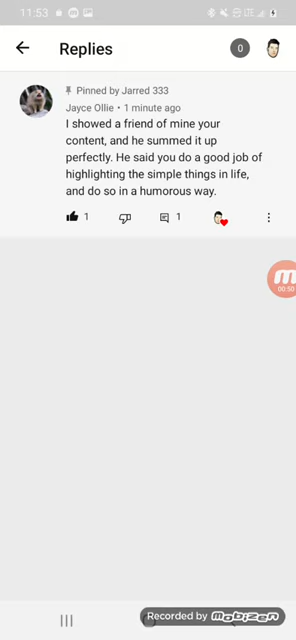 11:53
LTE
Replies
0
Pinned by Jarred 333
Jayce Ollie • 1 minute ago
I showed a friend of mine your
content, and he summed it up
perfectly. He said you do a good job of
highlighting the simple things in life,
and do so in a humorous way.
1
1
00:50
Recorded by mobizen